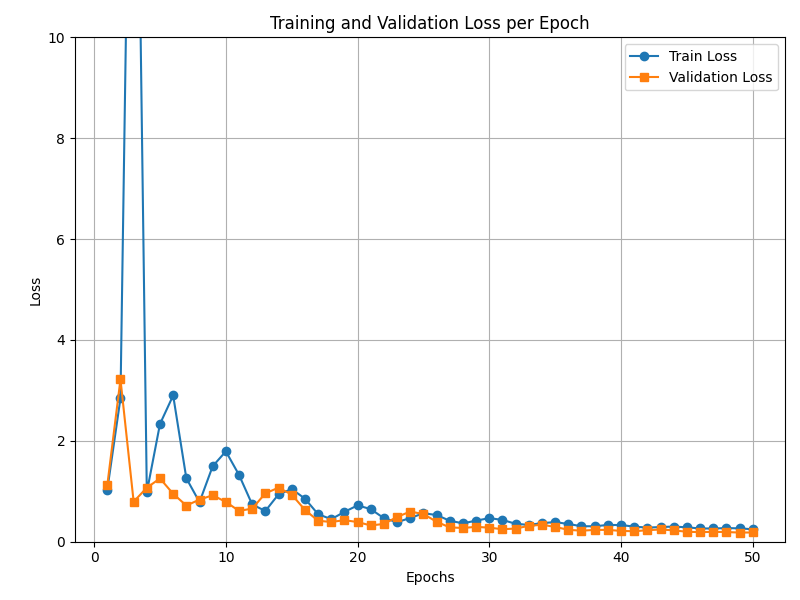 Training and Validation Loss per Epoch
Train Loss
Validation Loss
10
8
6
4
2
0
Loss
0 10 20 30 40 50
Epochs